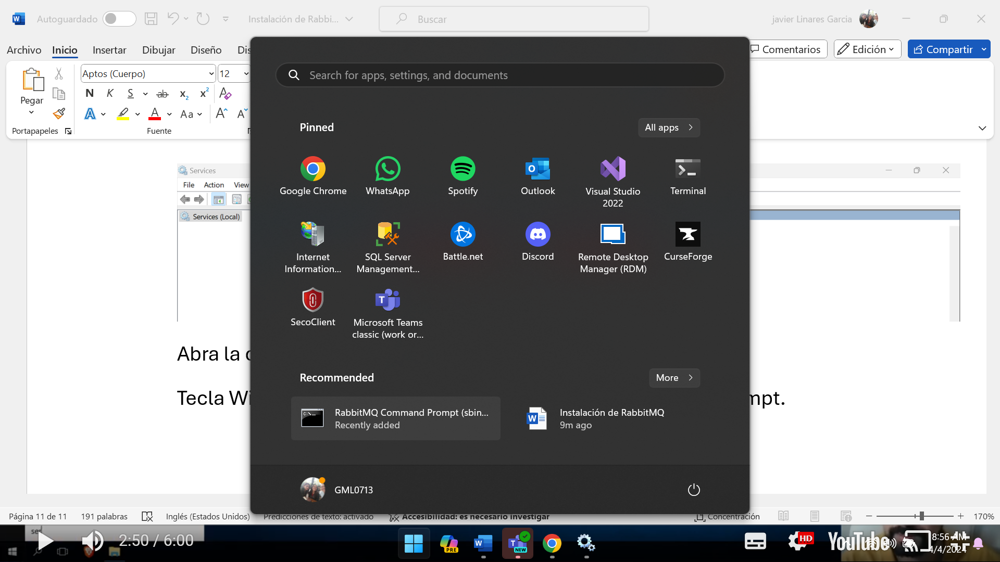 Autoguardado
Instalación de Rabbi...
Buscar
javier Linares Garcia
Archivo
Inicio
Insertar
Dibujar
Diseño
Comentarios
Edición
Compartir
Aptos (Cuerpo)
12
Pegar
N K S ab x₂ x²
A A Aa A A
Portapapeles
Fuente
Search for apps, settings, and documents
Pinned
All apps
Google Chrome
WhatsApp
Spotify
Outlook
Visual Studio
2022
Terminal
Internet
Information...
SQL Server
Management...
Battle.net
Discord
Remote Desktop
Manager (RDM)
CurseForge
SecoClient
Microsoft Teams
classic (work or...
Recommended
More
RabbitMQ Command Prompt (sbin...
Recently added
Instalación de RabbitMQ
9m ago
GML0713
Services
File
Action
View
Services (Local)
Abra la
Tecla
mpt.
Página 11 de 11
191 palabras
Inglés (Estados Unidos)
Predicciones de texto: activado
Accesibilidad: es necesario investigar
Concentración
170%
2:50 / 6:00
PRE
NEW
HD
YouTube
8:56 AM
4/4/2024